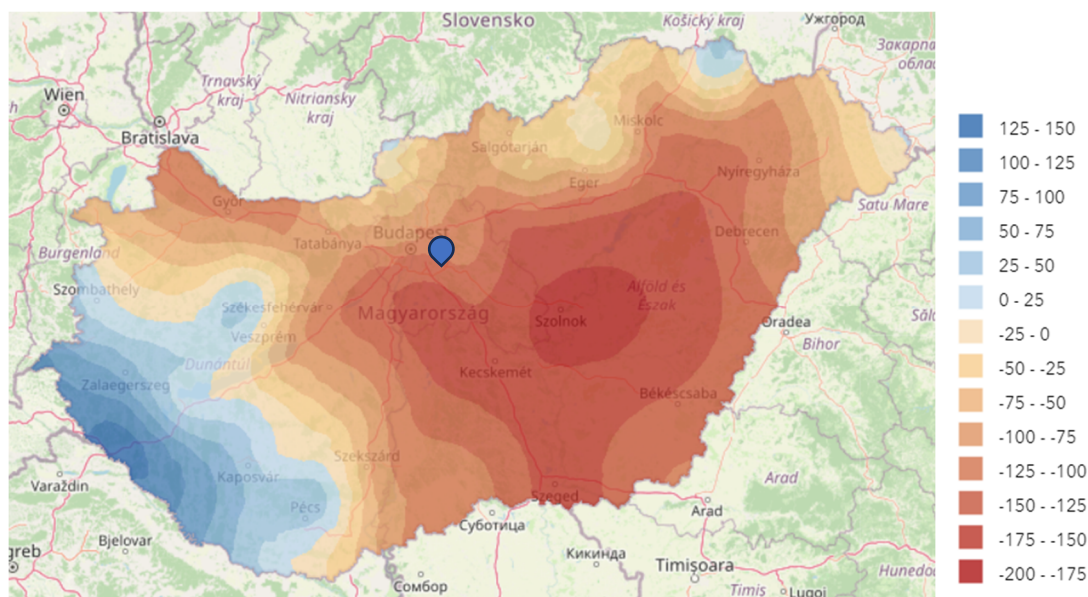 Slovensko
Košický kraj
Ужгород
Wien
Trnavský
kraj
Nitriansky
kraj
Bratislava
Закарпа
облас
Miskolc
Salgótarján
Nyíregyháza
Eger
Győr
Satu Mare
Budapest
Tatabánya
Debrecen
Burgenland
Szombathely
Székesfehérvár
Magyarország
Alföld és
Észak
Szolnok
Oradea
Veszprém
Bihor
Dunántúl
Kecskemét
Zalaegerszeg
Békéscsaba
Szekszárd
Kaposvár
Varaždin
Arad
Pécs
Szeged
Суботица
Arad
Bjelovar
greb
Кикинда
Timișoara
Сомбор
Timiș
Lugoj
Hunedo
125 - 150
100 - 125
75 - 100
50 - 75
25 - 50
0 - 25
-25 - 0
-50 - -25
-75 - -50
-100 - -75
-125 - -100
-150 - -125
-175 - -150
-200 - -175